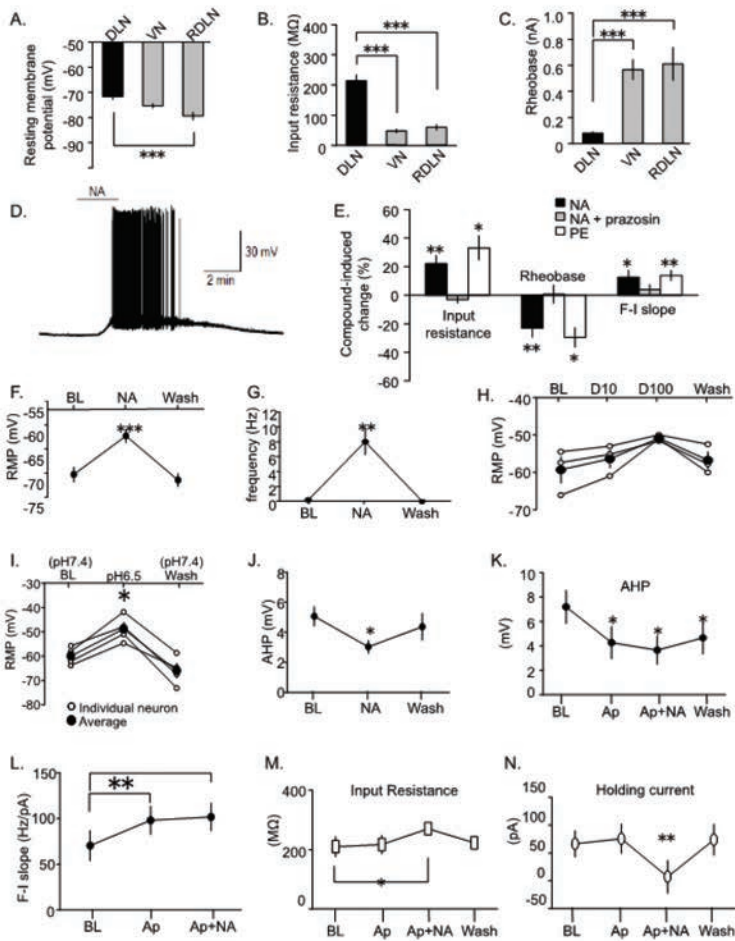 A.
DLN VN RDLN
-50
-60
-70
-80
-90
Resting membrane
potential (mV)
***
B.
400
300
200
100
0
Input resistance (MΩ)
***
***
DLN VN RDLN
C.
1.0
0.8
0.6
0.4
0.2
0
Rheobase (nA)
***
***
DLN VN RDLN
D.
NA
30 mV
2 min
E.
NA
NA + prazosin
PE
60
40
20
0
-20
-40
-60
Compound-induced
change (%)
** *
Input
resistance
Rheobase
** *
* **
F-I slope
F.
BL NA Wash
-55
-60
-65
-70
-75
RMP (mV)
***
G.
12
8
4
0
frequency (Hz)
**
BL NA Wash
H.
BL D10 D100 Wash
-50
-60
-70
RMP (mV)
I.
(pH7.4) (pH7.4)
BL pH6.5 Wash
-30
-40
-50
-60
-70
-80
RMP (mV)
*
Individual neuron
Average
J.
6
4
2
0
AHP (mV)
*
BL NA Wash
K.
AHP
10
8
6
4
2
0
(mV)
* * *
BL Ap Ap+NA Wash
L.
150
100
50
0
F-I slope (Hz/pA)
**
BL Ap Ap+NA
M.
Input Resistance
300
200
0
(MΩ)
*
BL Ap Ap+NA Wash
N.
Holding current
100
50
0
50
(pA)
**
BL Ap Ap+NA Wash